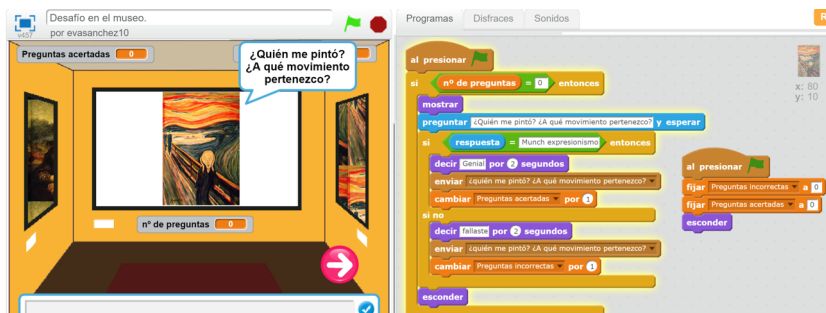 Desafío en el museo.
v457
por evasanchez10
Preguntas acertadas 0
¿Quién me pintó?
¿A qué movimiento
pertenezco?
nº de preguntas 0
Programas Disfraces Sonidos
R
x: 80
y: 10
al presionar
si nº de preguntas = 0 entonces
mostrar
preguntar ¿Quién me pintó? ¿A qué movimiento pertenezco? y esperar
si respuesta = Munch expresionismo entonces
decir Genial por 2 segundos
enviar ¿quién me pintó? ¿A qué movimiento pertenezco?
cambiar Preguntas acertadas por 1
si no
decir fallaste por 2 segundos
enviar ¿quién me pintó? ¿A qué movimiento pertenezco?
cambiar Preguntas incorrectas por 1
esconder
al presionar
fijar Preguntas incorrectas a 0
fijar Preguntas acertadas a 0
esconder